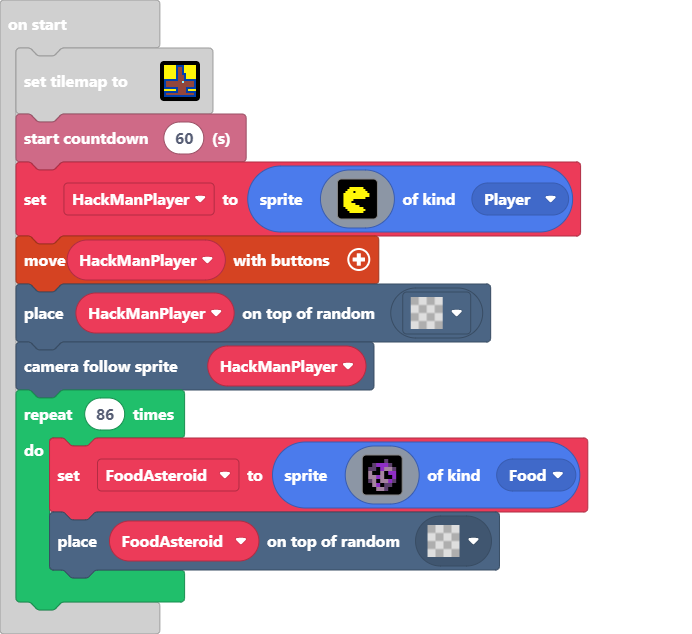 on start
set tilemap to
start countdown 60 (s)
set HackManPlayer to sprite of kind Player
move HackManPlayer with buttons
place HackManPlayer on top of random
camera follow sprite HackManPlayer
repeat 86 times
do
set FoodAsteroid to sprite of kind Food
place FoodAsteroid on top of random